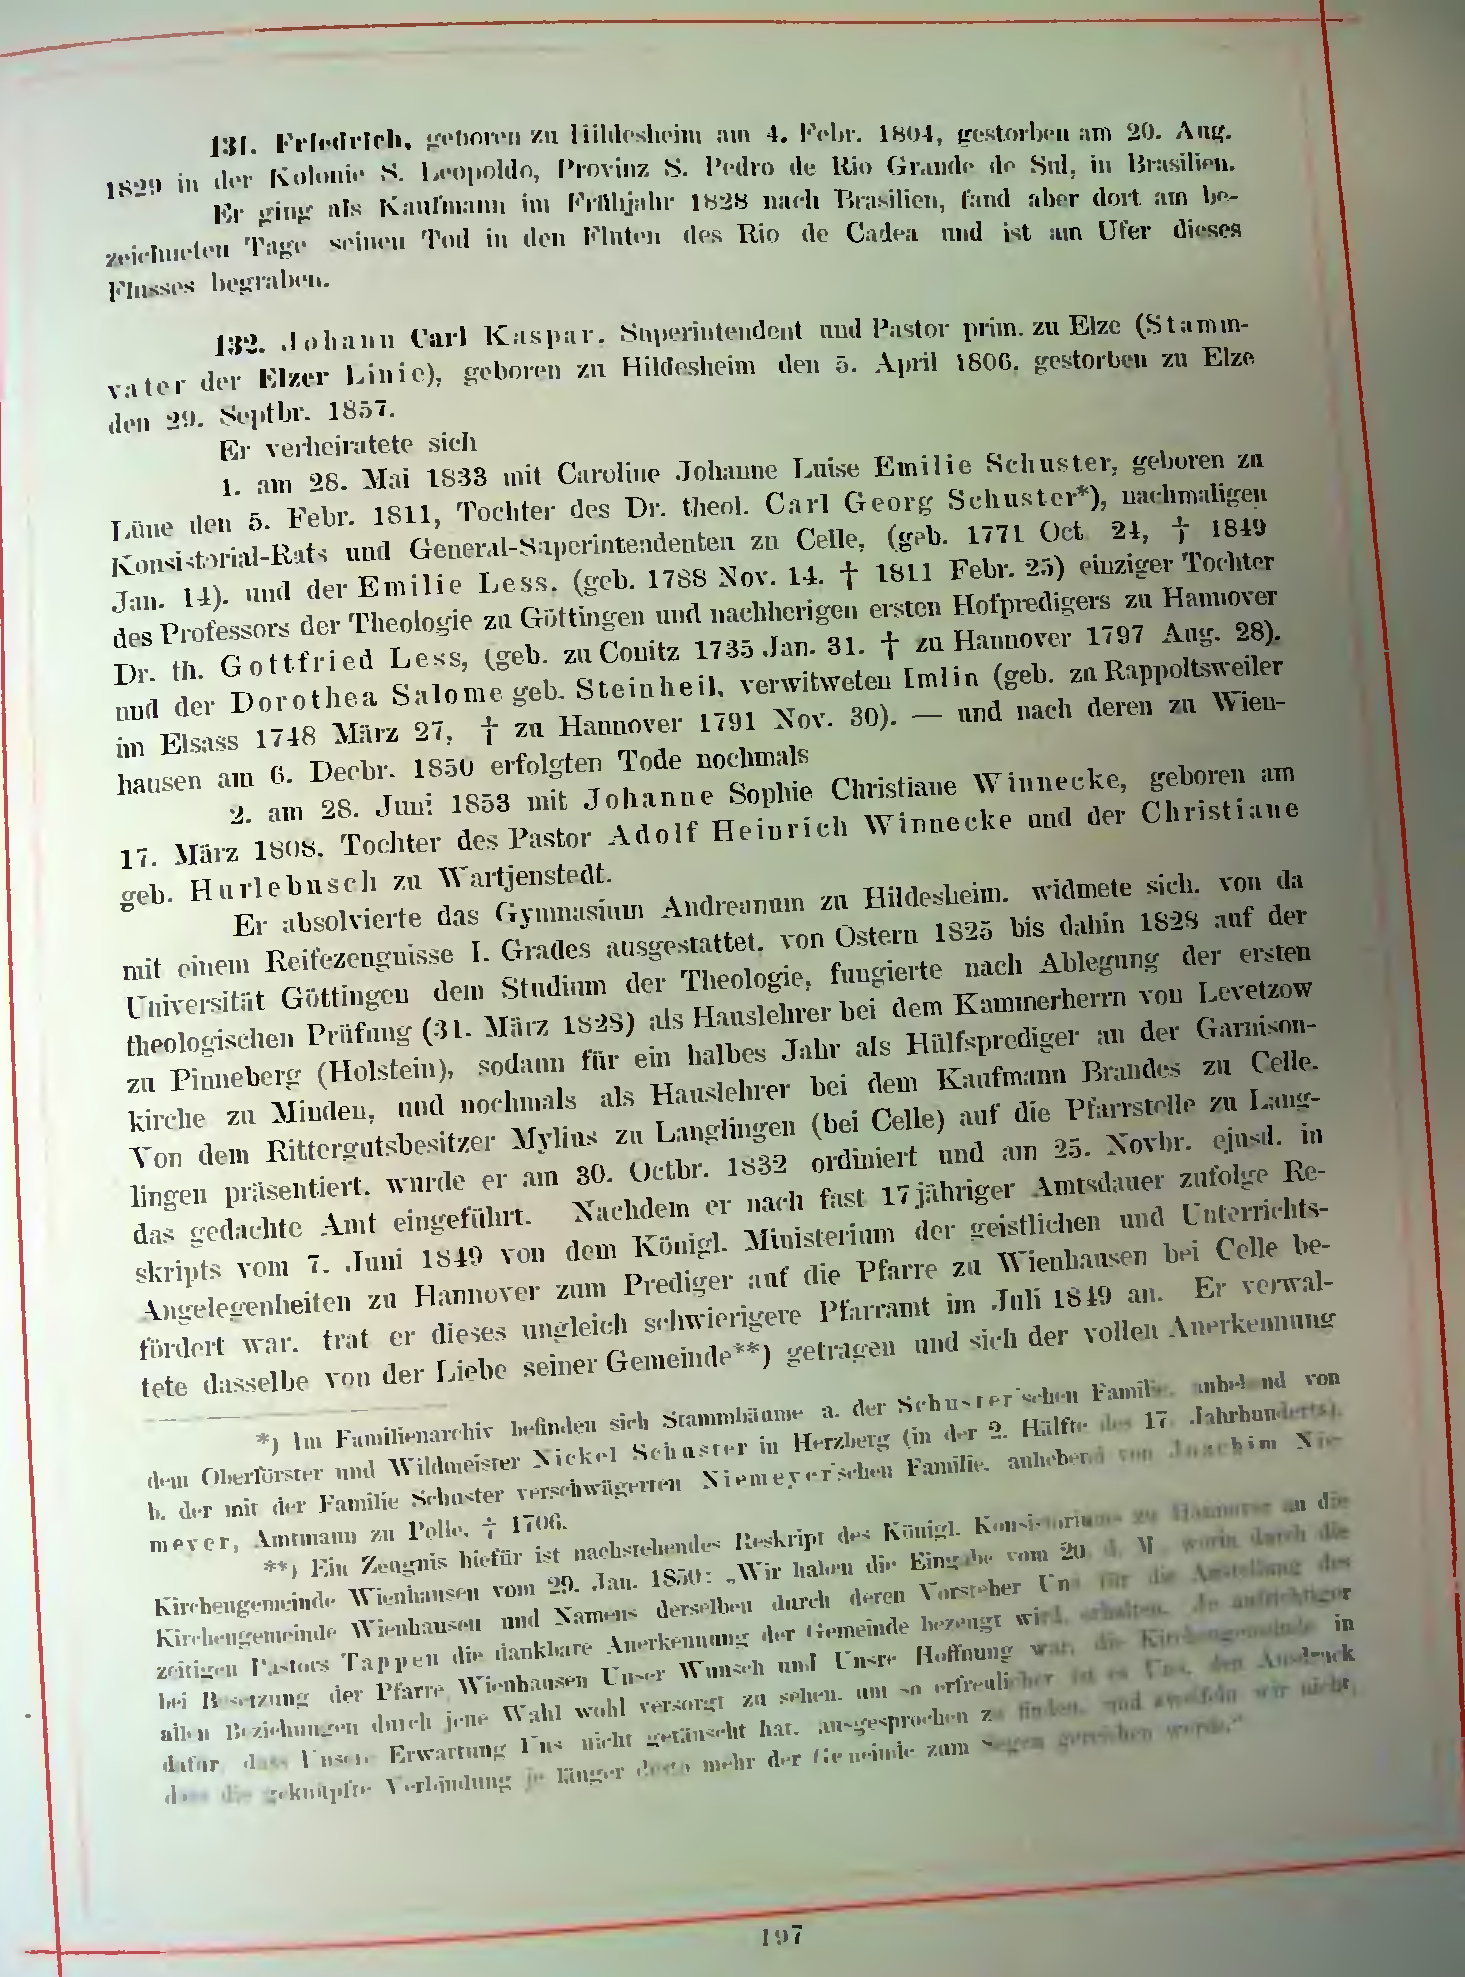 131. Friedrich, geboren zu Hildesheim am 4. Febr. 1804, gestorben am 20. Aug.
1829 in der Kolonie S. Leopoldo, Provinz S. Pedro de Rio Grande do Sul, in Brasilien.
Er ging als Kaufmann im Frühjahr 1828 nach Brasilien, fand aber dort am be-
zeichneten Tage seinen Tod in den Fluten des Rio de Cadea und ist am Ufer dieses
Flusses begraben.
132. Johann Carl Kaspar, Superintendent und Pastor prim. zu Elze (Stamm-
vater der Elzer Linie), geboren zu Hildesheim den 5. April 1806, gestorben zu Elze
den 29. Septbr. 1857.
Er verheiratete sich
1. am 28. Mai 1833 mit Caroline Johanne Luise Emilie Schuster, geboren zu
Lüne den 5. Febr. 1811, Tochter des Dr. theol. Carl Georg Schuster*), nachmaligen
Konsistorial-Rats und General-Superintendenten zu Celle, (geb. 1771 Oct. 24, † 1849
Jan. 14). und der Emilie Less, (geb. 1788 Nov. 14. † 1811 Febr. 25) einziger Tochter
des Professors der Theologie zu Göttingen und nachherigen ersten Hofpredigers zu Hannover
Dr. th. Gottfried Less, (geb. zu Conitz 1735 Jan. 31. † zu Hannover 1797 Aug. 28),
und der Dorothea Salome geb. Steinheil, verwitweten Imlin (geb. zu Rappoltsweiler
im Elsass 1748 März 27, † zu Hannover 1791 Nov. 30). — und nach deren zu Wien-
hausen am 6. Decbr. 1850 erfolgten Tode nochmals
2. am 28. Juni 1853 mit Johanne Sophie Christiane Winnecke, geboren am
17. März 1808, Tochter des Pastor Adolf Heinrich Winnecke und der Christiane
geb. Hurlebusch zu Wartjenstedt.
Er absolvierte das Gymnasium Andreanum zu Hildesheim, widmete sich, von da
mit einem Reifezeugnisse I. Grades ausgestattet, von Ostern 1825 bis dahin 1828 auf der
Universität Göttingen dem Studium der Theologie, fungierte nach Ablegung der ersten
theologischen Prüfung (31. März 1828) als Hauslehrer bei dem Kammerherrn von Levetzow
zu Pinneberg (Holstein), sodann für ein halbes Jahr als Hülfsprediger an der Garnison-
kirche zu Minden, und nochmals als Hauslehrer bei dem Kaufmann Brandes zu Celle.
Von dem Rittergutsbesitzer Mylius zu Langlingen (bei Celle) auf die Pfarrstelle zu Lang-
lingen präsentiert, wurde er am 30. Octbr. 1832 ordiniert und am 25. Novbr. ejusd. in
das gedachte Amt eingeführt. Nachdem er nach fast 17jähriger Amtsdauer zufolge Re-
skripts vom 7. Juni 1849 von dem Königl. Ministerium der geistlichen und Unterrichts-
Angelegenheiten zu Hannover zum Prediger auf die Pfarre zu Wienhausen bei Celle be-
fördert war, trat er dieses ungleich schwierigere Pfarramt im Juli 1849 an. Er verwal-
tete dasselbe von der Liebe seiner Gemeinde**) getragen und sich der vollen Anerkennung
*) Im Familienarchiv befinden sich Stammbäume a. der Schuster'schen Familie, anhebend von
dem Oberförster und Wildmeister Nickel Schuster in Herzberg (in der 2. Hälfte des 17. Jahrhunderts),
b. der mit der Familie Schuster verschwägerten Niemeyer'schen Familie, anhebend von Joachim Nie-
meyer, Amtmann zu Polle, † 1706.
**) Ein Zeugnis hiefür ist nachstehendes Reskript des Königl. Konsistoriums zu Hannover an die
Kirchengemeinde Wienhausen vom 29. Jan. 1850: „Wir haben die Eingabe vom 20. d. M., worin durch die
Kirchengemeinde Wienhausen und Namens derselben durch deren Vorsteher Uns für die Anstellung des
zeitigen Pastors Tappen die dankbare Anerkennung der Gemeinde bezeugt wird, erhalten. Je aufrichtiger
bei Besetzung der Pfarre Wienhausen Unser Wunsch und Unsre Hoffnung war, die Kirchengemeinde in
allen Beziehungen durch jene Wahl wohl versorgt zu sehen, um so erfreulicher ist es Uns, den Ausdruck
dafür, dass Unsere Erwartung Uns nicht getäuscht hat, ausgesprochen zu finden, und zweifeln wir nicht,
dass die geknüpfte Verbindung je länger desto mehr der Gemeinde zum Segen gereichen werde."
197